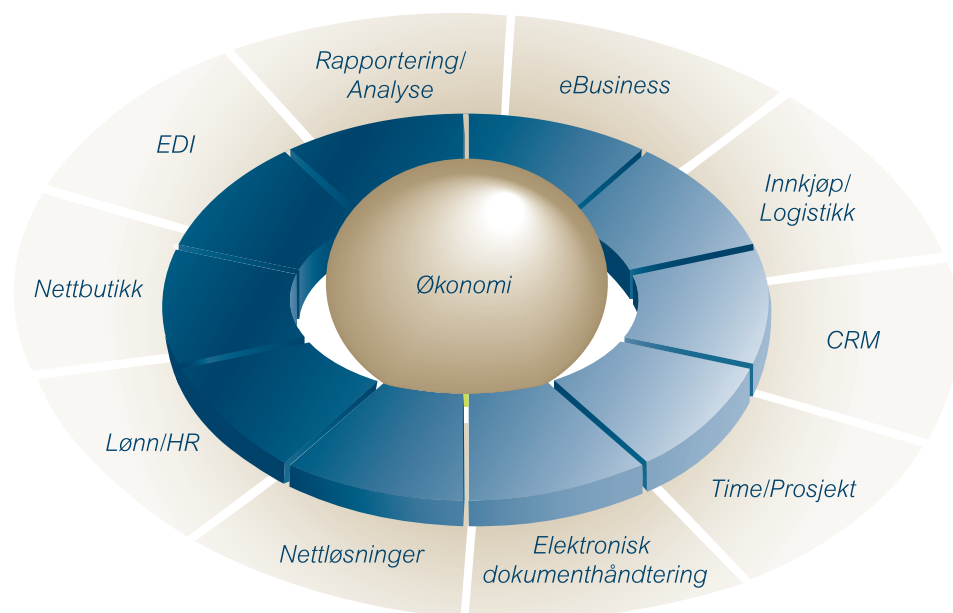 Rapportering/
Analyse
eBusiness
EDI
Innkjøp/
Logistikk
Nettbutikk
Økonomi
CRM
Lønn/HR
Time/Prosjekt
Nettløsninger
Elektronisk
dokumenthåndtering